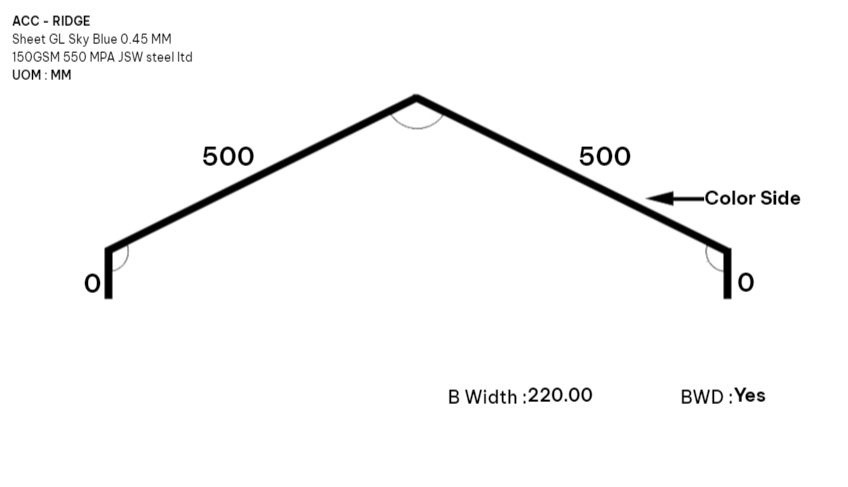 ACC - RIDGE
Sheet GL Sky Blue 0.45 MM
150GSM 550 MPA JSW steel ltd
UOM : MM
500
500
Color Side
0
0
B Width :220.00
BWD :Yes